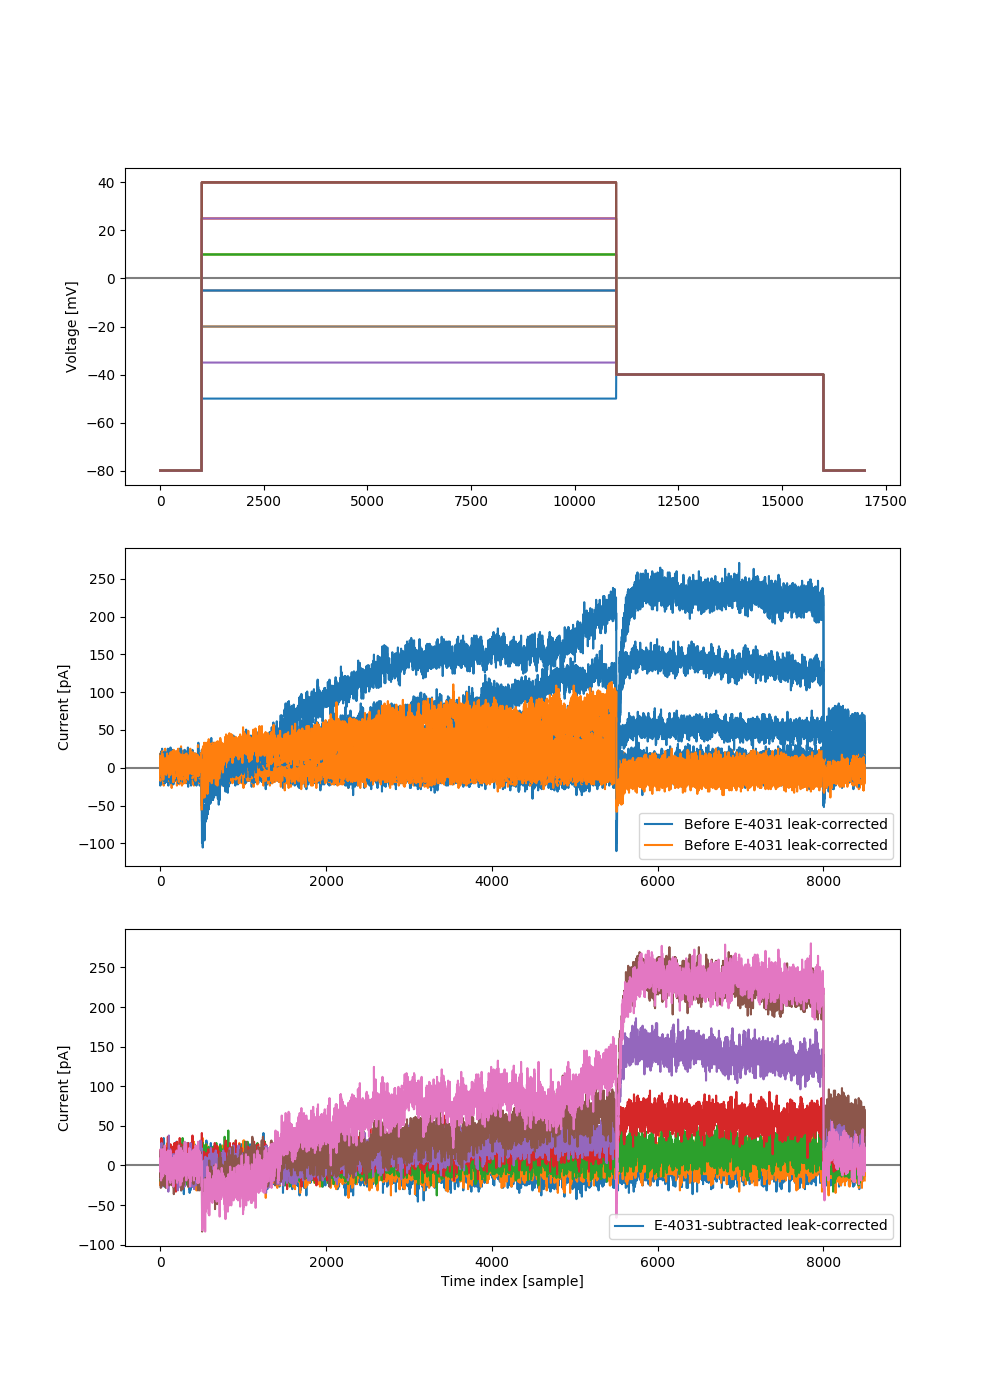 40
20
0
−20
−40
−60
−80
Voltage [mV]
0 2500 5000 7500 10000 12500 15000 17500
250
200
150
100
50
0
−50
−100
Current [pA]
Before E-4031 leak-corrected
Before E-4031 leak-corrected
0 2000 4000 6000 8000
250
200
150
100
50
0
−50
−100
Current [pA]
E-4031-subtracted leak-corrected
0 2000 4000 6000 8000
Time index [sample]